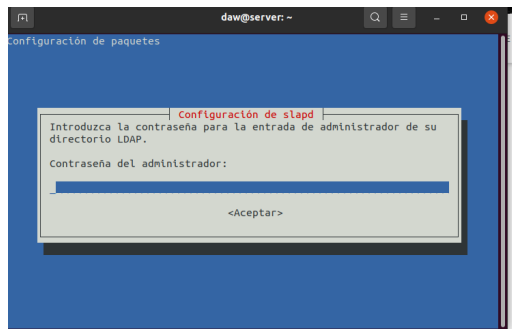 daw@server: ~
Configuración de paquetes
Configuración de slapd
Introduzca la contraseña para la entrada de administrador de su
directorio LDAP.
Contraseña del administrador:
<Aceptar>